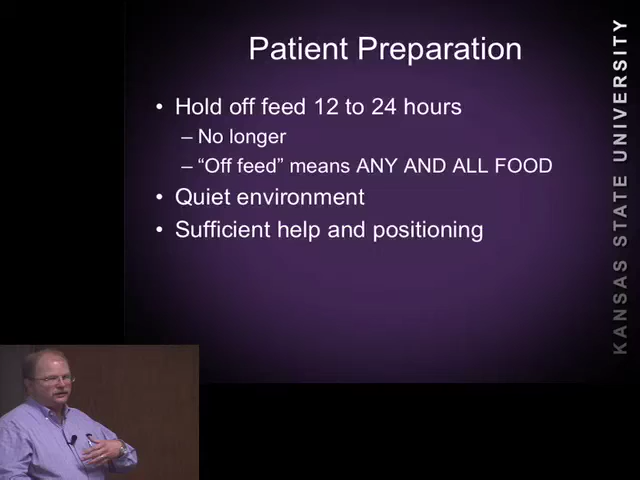 Patient Preparation
• Hold off feed 12 to 24 hours
– No longer
– “Off feed” means ANY AND ALL FOOD
• Quiet environment
• Sufficient help and positioning
KANSAS STATE UNIVERSITY